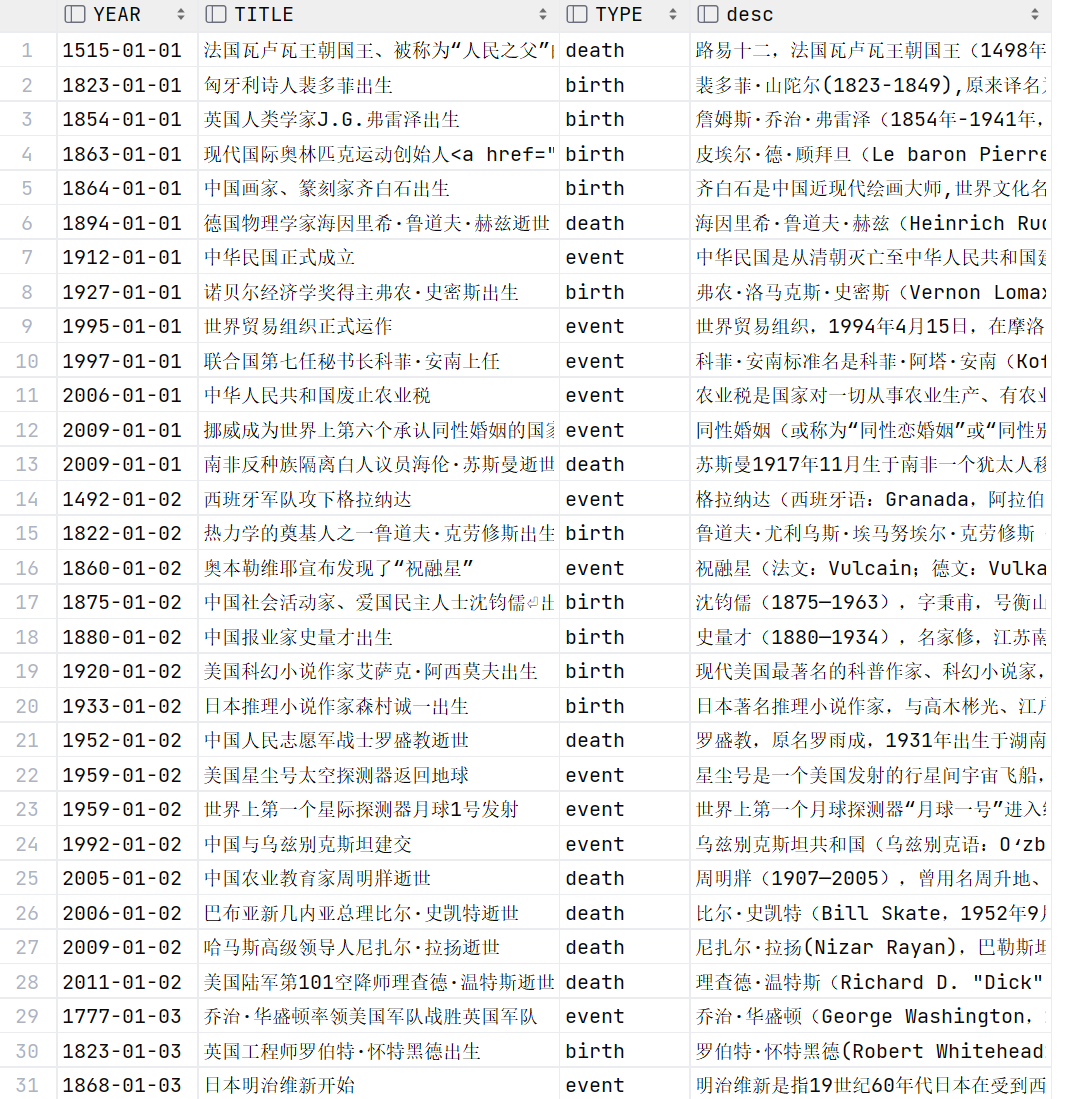 YEAR TITLE TYPE desc
1 1515-01-01 法国瓦卢瓦王朝国王、被称为“人民之父” death 路易十二，法国瓦卢瓦王朝国王（1498年
2 1823-01-01 匈牙利诗人裴多菲出生 birth 裴多菲·山陀尔(1823-1849),原来译名
3 1854-01-01 英国人类学家J.G.弗雷泽出生 birth 詹姆斯·乔治·弗雷泽（1854年-1941年，
4 1863-01-01 现代国际奥林匹克运动创始人<a href=" birth 皮埃尔·德·顾拜旦（Le baron Pierre
5 1864-01-01 中国画家、篆刻家齐白石出生 birth 齐白石是中国近现代绘画大师,世界文化名
6 1894-01-01 德国物理学家海因里希·鲁道夫·赫兹逝世 death 海因里希·鲁道夫·赫兹（Heinrich Rud
7 1912-01-01 中华民国正式成立 event 中华民国是从清朝灭亡至中华人民共和国建
8 1927-01-01 诺贝尔经济学奖得主弗农·史密斯出生 birth 弗农·洛马克斯·史密斯（Vernon Lomax
9 1995-01-01 世界贸易组织正式运作 event 世界贸易组织，1994年4月15日，在摩洛
10 1997-01-01 联合国第七任秘书长科菲·安南上任 event 科菲·安南标准名是科菲·阿塔·安南（Kof
11 2006-01-01 中华人民共和国废止农业税 event 农业税是国家对一切从事农业生产、有农业
12 2009-01-01 挪威成为世界上第六个承认同性婚姻的国家 event 同性婚姻（或称为“同性恋婚姻”或“同性别
13 2009-01-01 南非反种族隔离白人议员海伦·苏斯曼逝世 death 苏斯曼1917年11月生于南非一个犹太人移
14 1492-01-02 西班牙军队攻下格拉纳达 event 格拉纳达（西班牙语：Granada，阿拉伯
15 1822-01-02 热力学的奠基人之一鲁道夫·克劳修斯出生 birth 鲁道夫·尤利乌斯·埃马努埃尔·克劳修斯
16 1860-01-02 奥本勒维耶宣布发现了“祝融星” event 祝融星（法文：Vulcain；德文：Vulka
17 1875-01-02 中国社会活动家、爱国民主人士沈钧儒⏎出 birth 沈钧儒（1875—1963），字秉甫，号衡山
18 1880-01-02 中国报业家史量才出生 birth 史量才（1880—1934），名家修，江苏南
19 1920-01-02 美国科幻小说作家艾萨克·阿西莫夫出生 birth 现代美国最著名的科普作家、科幻小说家，
20 1933-01-02 日本推理小说作家森村诚一出生 birth 日本著名推理小说作家，与高木彬光、江户
21 1952-01-02 中国人民志愿军战士罗盛教逝世 death 罗盛教，原名罗雨成，1931年出生于湖南
22 1959-01-02 美国星尘号太空探测器返回地球 event 星尘号是一个美国发射的行星间宇宙飞船，
23 1959-01-02 世界上第一个星际探测器月球1号发射 event 世界上第一个月球探测器“月球一号”进入
24 1992-01-02 中国与乌兹别克斯坦建交 event 乌兹别克斯坦共和国（乌兹别克语：Oʻzb
25 2005-01-02 中国农业教育家周明牂逝世 death 周明牂（1907—2005），曾用名周升地、
26 2006-01-02 巴布亚新几内亚总理比尔·史凯特逝世 death 比尔·史凯特（Bill Skate，1952年9月
27 2009-01-02 哈马斯高级领导人尼扎尔·拉扬逝世 death 尼扎尔·拉扬(Nizar Rayan)，巴勒斯坦
28 2011-01-02 美国陆军第101空降师理查德·温特斯逝世 death 理查德·温特斯（Richard D. "Dick"
29 1777-01-03 乔治·华盛顿率领美国军队战胜英国军队 event 乔治·华盛顿（George Washington，
30 1823-01-03 英国工程师罗伯特·怀特黑德出生 birth 罗伯特·怀特黑德(Robert Whitehead
31 1868-01-03 日本明治维新开始 event 明治维新是指19世纪60年代日本在受到西